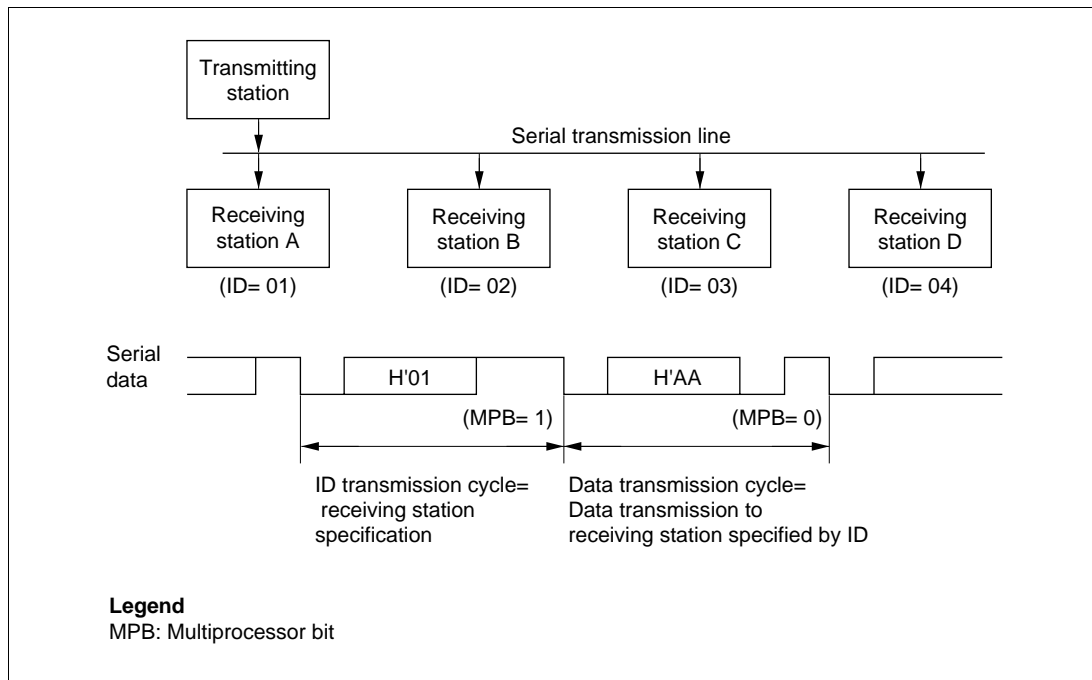 Transmitting
station
Serial transmission line
Receiving
station A
Receiving
station B
Receiving
station C
Receiving
station D
(ID= 01)
(ID= 02)
(ID= 03)
(ID= 04)
Serial
data
H'01
H'AA
(MPB= 1)
(MPB= 0)
ID transmission cycle=
receiving station
specification
Data transmission cycle=
Data transmission to
receiving station specified by ID
Legend
MPB: Multiprocessor bit